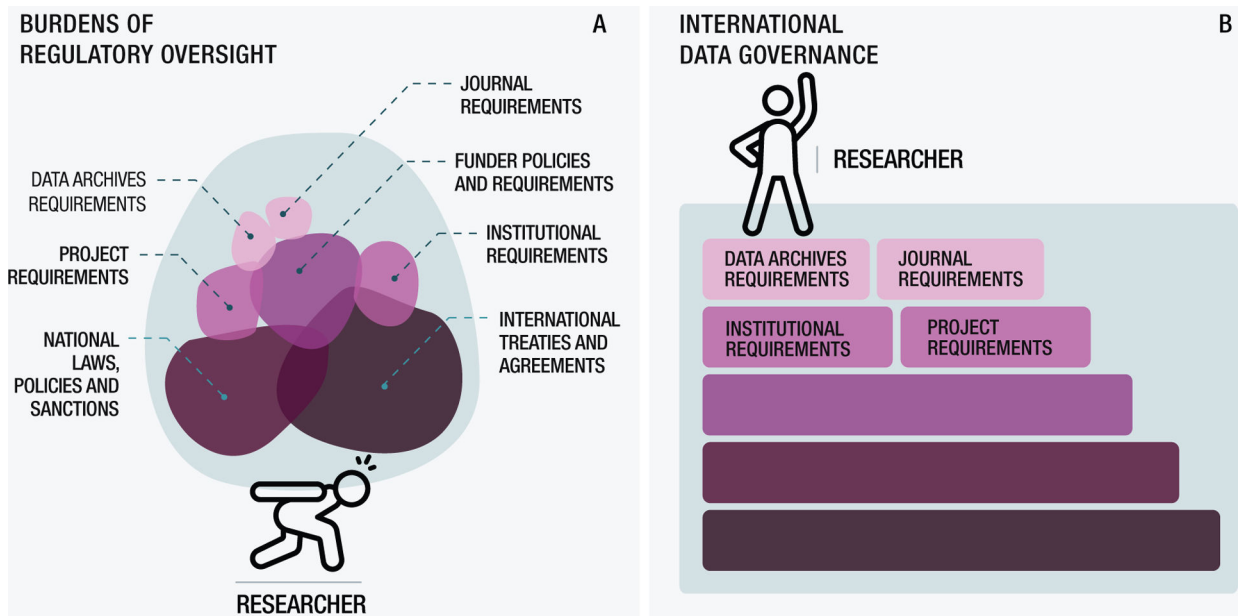 BURDENS OF
REGULATORY OVERSIGHT
A
JOURNAL
REQUIREMENTS
FUNDER POLICIES
AND REQUIREMENTS
DATA ARCHIVES
REQUIREMENTS
INSTITUTIONAL
REQUIREMENTS
PROJECT
REQUIREMENTS
INTERNATIONAL
TREATIES AND
AGREEMENTS
NATIONAL
LAWS,
POLICIES AND
SANCTIONS
RESEARCHER
INTERNATIONAL
DATA GOVERNANCE
B
RESEARCHER
DATA ARCHIVES
REQUIREMENTS
JOURNAL
REQUIREMENTS
INSTITUTIONAL
REQUIREMENTS
PROJECT
REQUIREMENTS